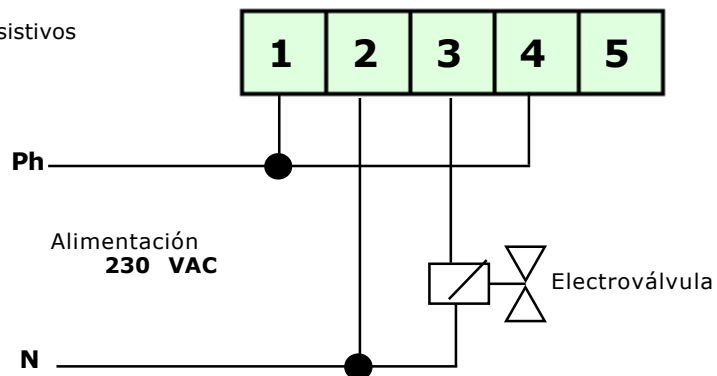 sistivos
1 2 3 4 5
Ph
Alimentación
230 VAC
Electroválvula
N